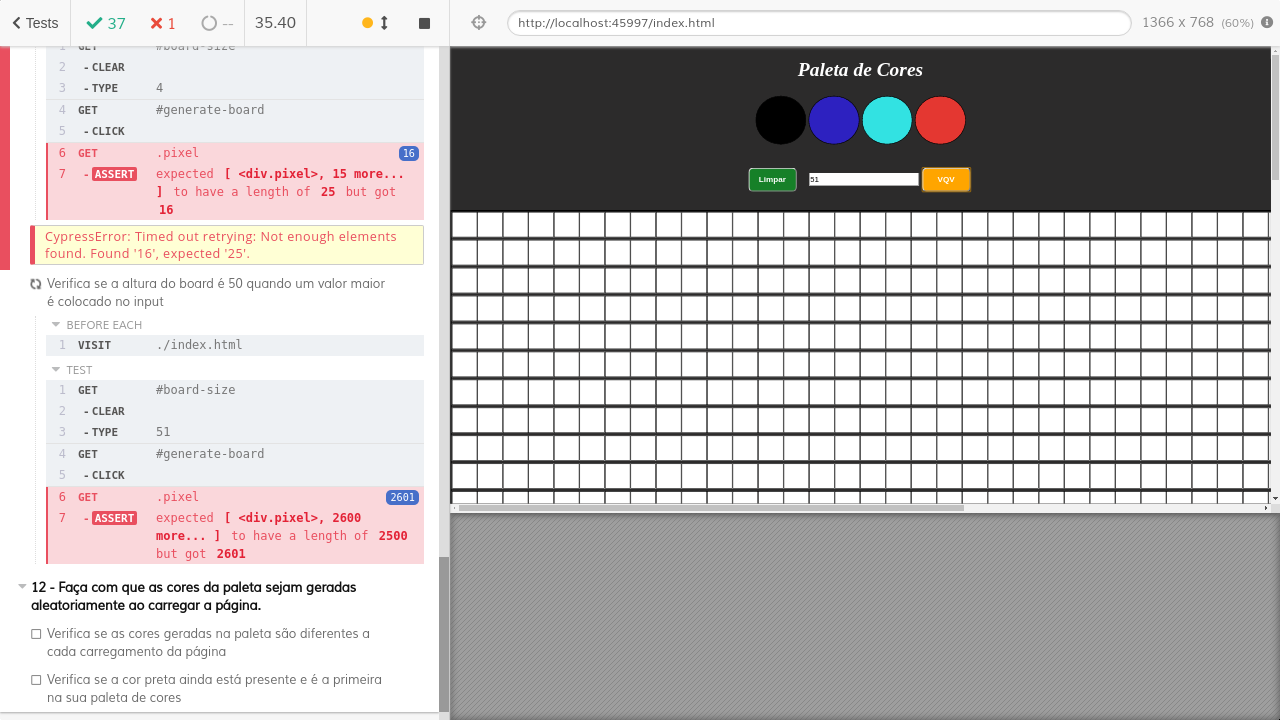 Tests
37
1
--
35.40
http://localhost:45997/index.html
1366 x 768 (60%)
1 GET #board-size
2 -CLEAR
3 -TYPE 4
4 GET #generate-board
5 -CLICK
6 GET .pixel 16
7 -ASSERT expected [ <div.pixel>, 15 more...
] to have a length of 25 but got
16
CypressError: Timed out retrying: Not enough elements
found. Found '16', expected '25'.
Verifica se a altura do board é 50 quando um valor maior
é colocado no input
BEFORE EACH
1 VISIT ./index.html
TEST
1 GET #board-size
2 -CLEAR
3 -TYPE 51
4 GET #generate-board
5 -CLICK
6 GET .pixel 2601
7 -ASSERT expected [ <div.pixel>, 2600
more... ] to have a length of 2500
but got 2601
12 - Faça com que as cores da paleta sejam geradas
aleatoriamente ao carregar a página.
Verifica se as cores geradas na paleta são diferentes a
cada carregamento da página
Verifica se a cor preta ainda está presente e é a primeira
na sua paleta de cores
Paleta de Cores
Limpar
51
VQV